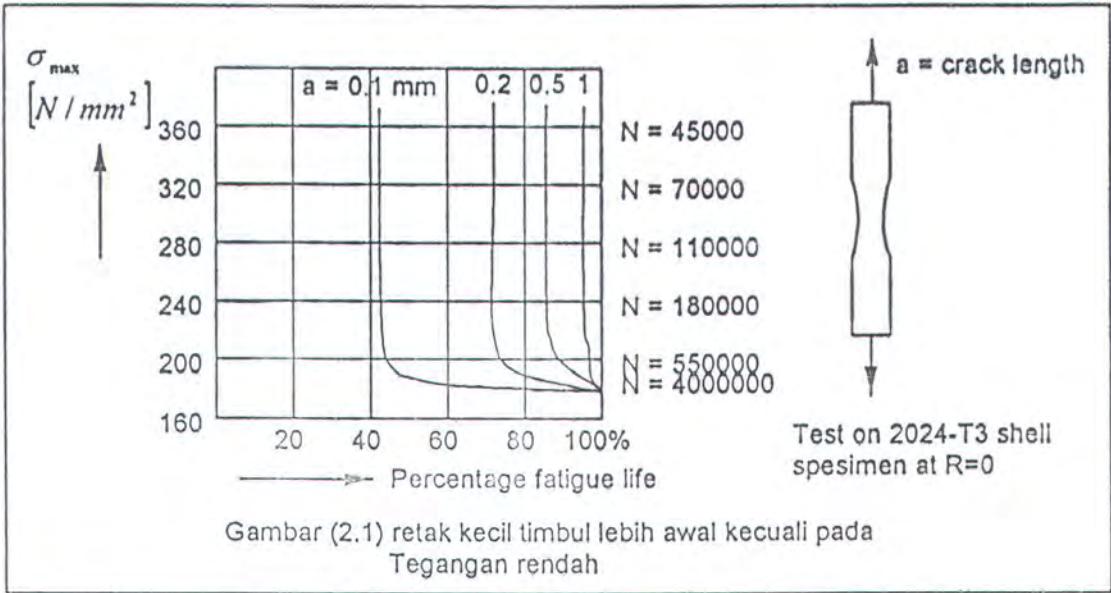 σ max
[N / mm²]
a = 0.1 mm 0.2 0.5 1
360
320
280
240
200
160
N = 45000
N = 70000
N = 110000
N = 180000
N = 550000
N = 4000000
20 40 60 80 100%
Percentage fatigue life
a = crack length
Test on 2024-T3 shell
spesimen at R=0
Gambar (2.1) retak kecil timbul lebih awal kecuali pada
Tegangan rendah